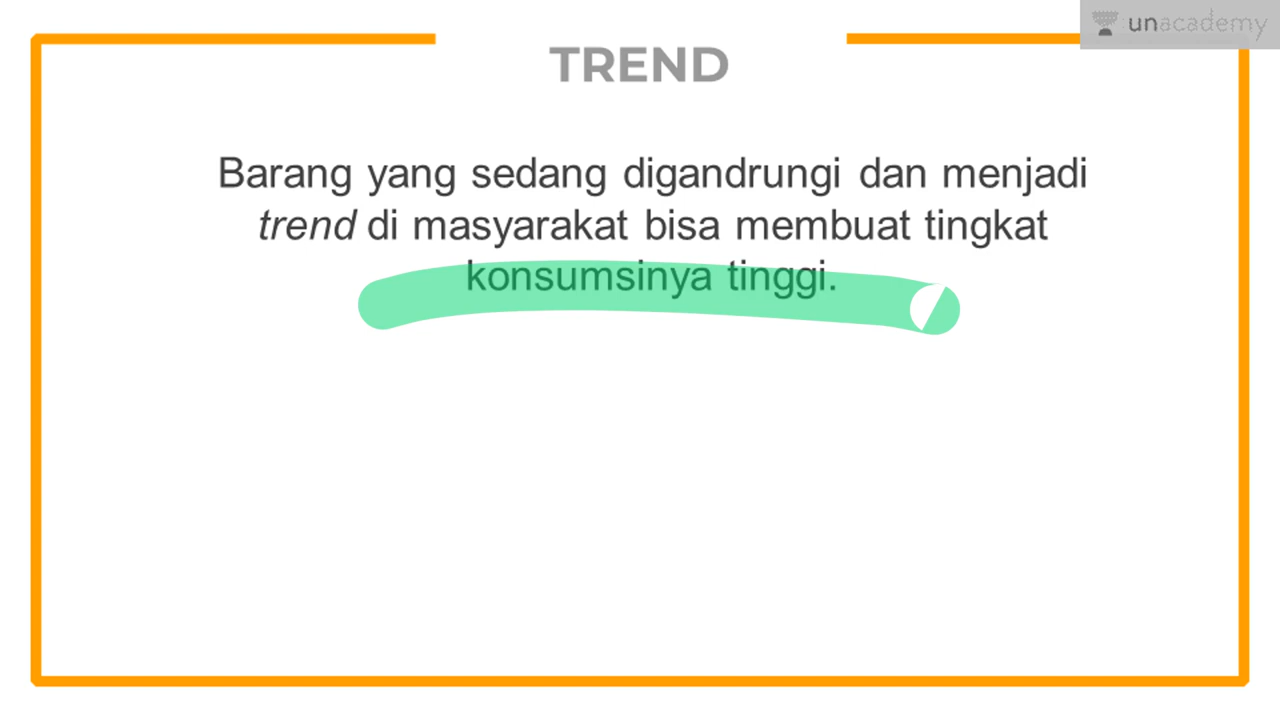 unacademy
TREND
Barang yang sedang digandrungi dan menjadi
trend di masyarakat bisa membuat tingkat
konsumsinya tinggi.